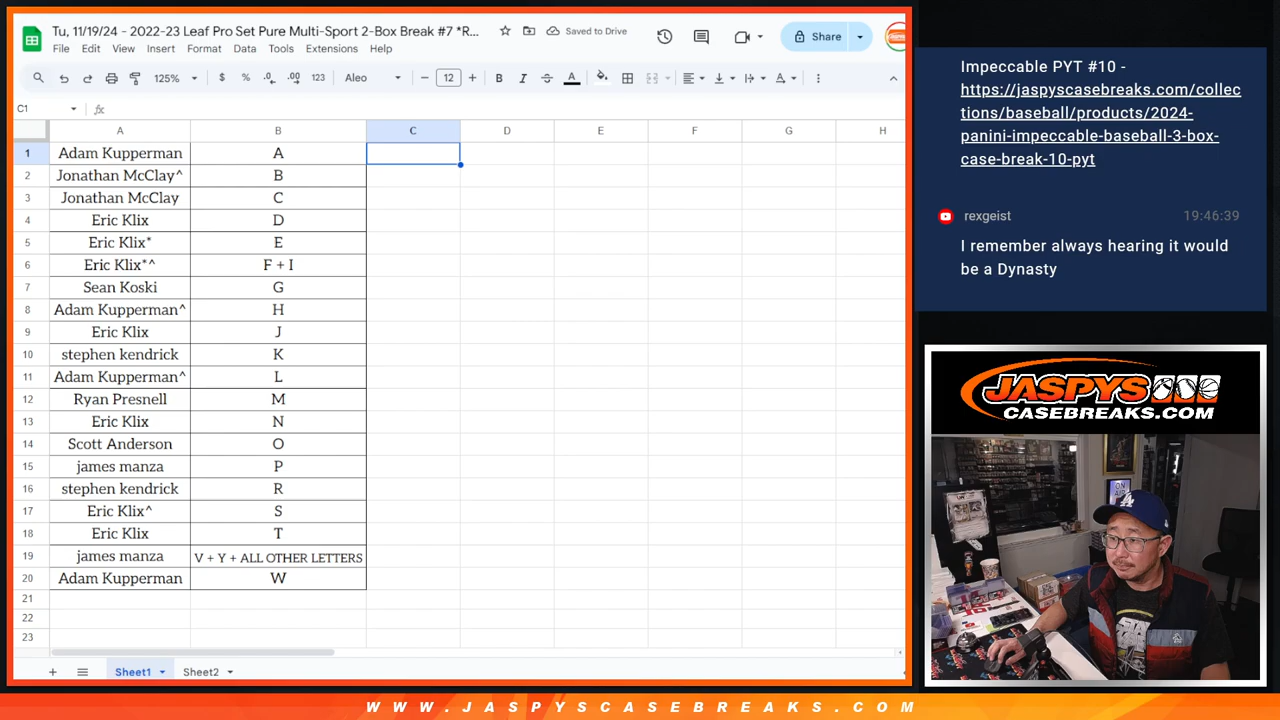 Tu, 11/19/24 - 2022-23 Leaf Pro Set Pure Multi-Sport 2-Box Break #7 *R...
Saved to Drive
Share
File Edit View Insert Format Data Tools Extensions Help
125% $ % .0 .00 123 Aleo - 12 + B I A
C1 fx
A B C D E F G H
1 Adam Kupperman A
2 Jonathan McClay^ B
3 Jonathan McClay C
4 Eric Klix D
5 Eric Klix* E
6 Eric Klix*^ F + I
7 Sean Koski G
8 Adam Kupperman^ H
9 Eric Klix J
10 stephen kendrick K
11 Adam Kupperman^ L
12 Ryan Presnell M
13 Eric Klix N
14 Scott Anderson O
15 james manza P
16 stephen kendrick R
17 Eric Klix^ S
18 Eric Klix T
19 james manza V + Y + ALL OTHER LETTERS
20 Adam Kupperman W
21
22
23
+ Sheet1 Sheet2
Impeccable PYT #10 -
https://jaspyscasebreaks.com/collec
tions/baseball/products/2024-
panini-impeccable-baseball-3-box-
case-break-10-pyt
rexgeist 19:46:39
I remember always hearing it would
be a Dynasty
JASPYS
CASEBREAKS.COM
ON
AIR
STAR
WARS
WWW.JASPYSCASEBREAKS.COM